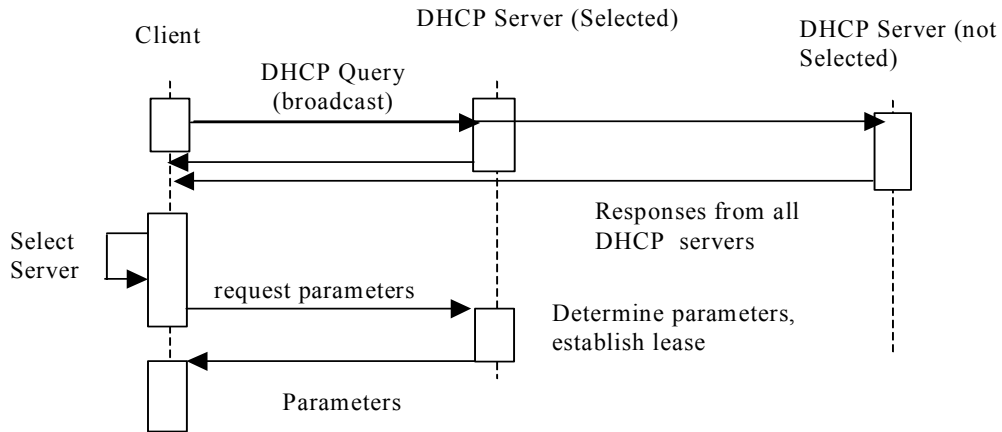 Client
DHCP Server (Selected)
DHCP Server (not
Selected)
DHCP Query
(broadcast)
Responses from all
DHCP servers
Select
Server
request parameters
Determine parameters,
establish lease
Parameters